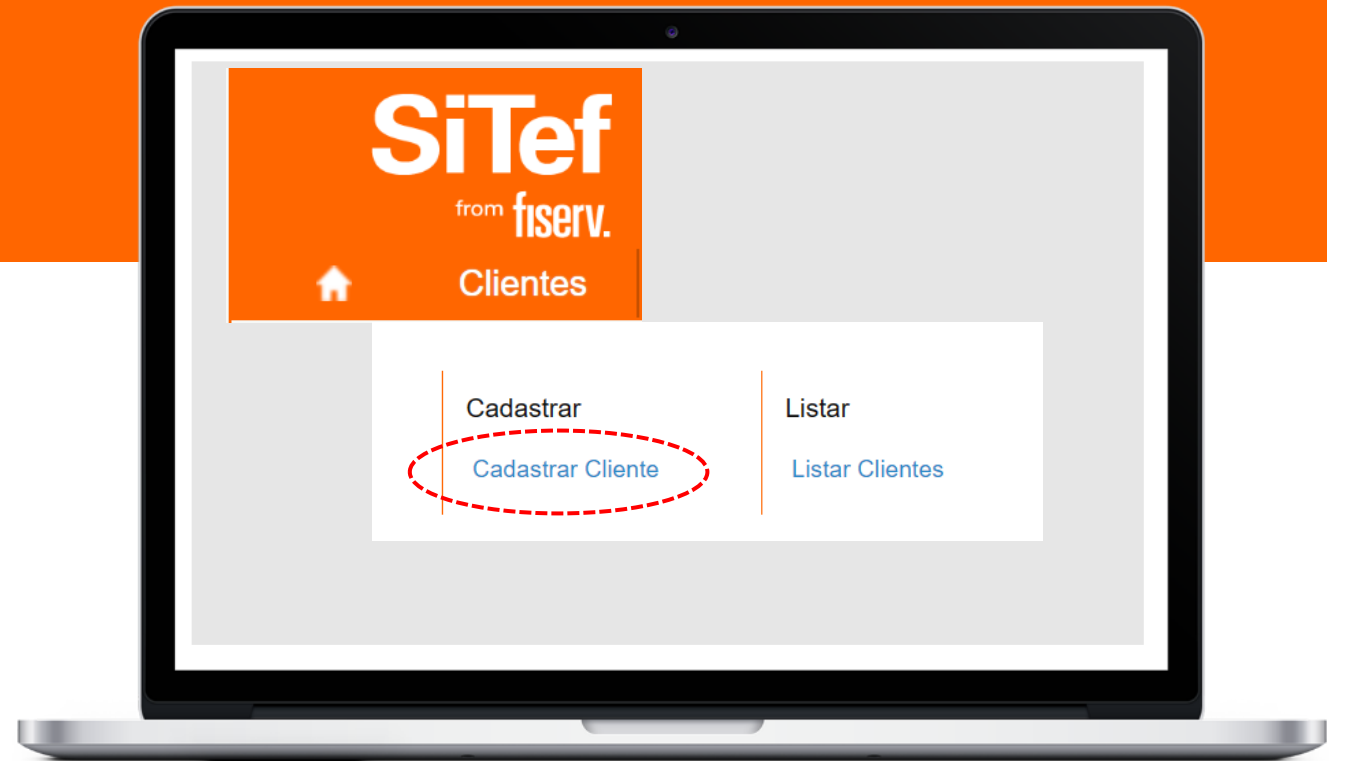 SiTef
from fiserv.
Clientes
Cadastrar
Listar
Cadastrar Cliente
Listar Clientes